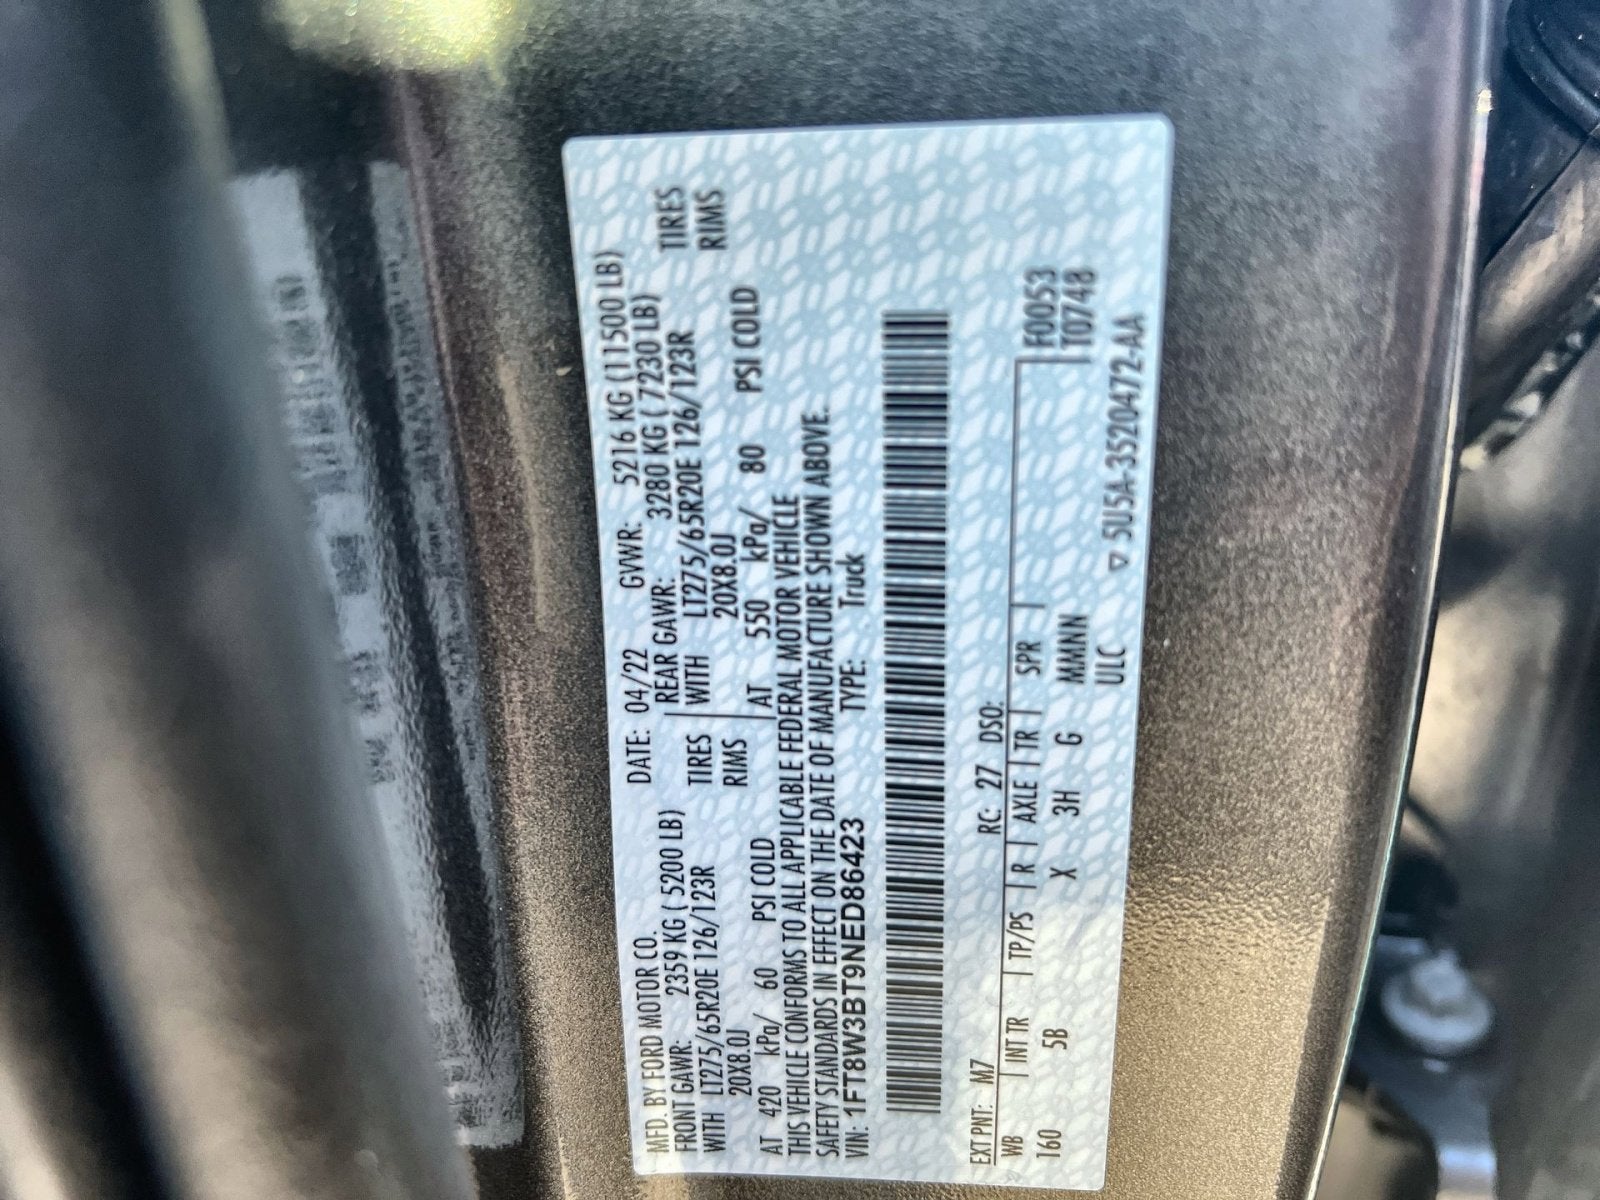 MFD. BY FORD MOTOR CO.
DATE: 04/22 GVWR: 5216 KG (11500 LB)
FRONT GAWR: 2359 KG ( 5200 LB) REAR GAWR: 3280 KG ( 7230 LB)
WITH LT275/65R20E 126/123R TIRES WITH LT275/65R20E 126/123R TIRES
20X8.0J RIMS 20X8.0J RIMS
AT 420 kPa/ 60 PSI COLD AT 550 kPa/ 80 PSI COLD
THIS VEHICLE CONFORMS TO ALL APPLICABLE FEDERAL MOTOR VEHICLE
SAFETY STANDARDS IN EFFECT ON THE DATE OF MANUFACTURE SHOWN ABOVE.
VIN: 1FT8W3BT9NED86423 TYPE: Truck
EXT PNT: M7 RC: 27 DSO:
WB INT TR TP/PS R AXLE TR SPR F0053
160 5B X 3H G MMNN T0748
ULC ▽ 5U5A-3520472-AA